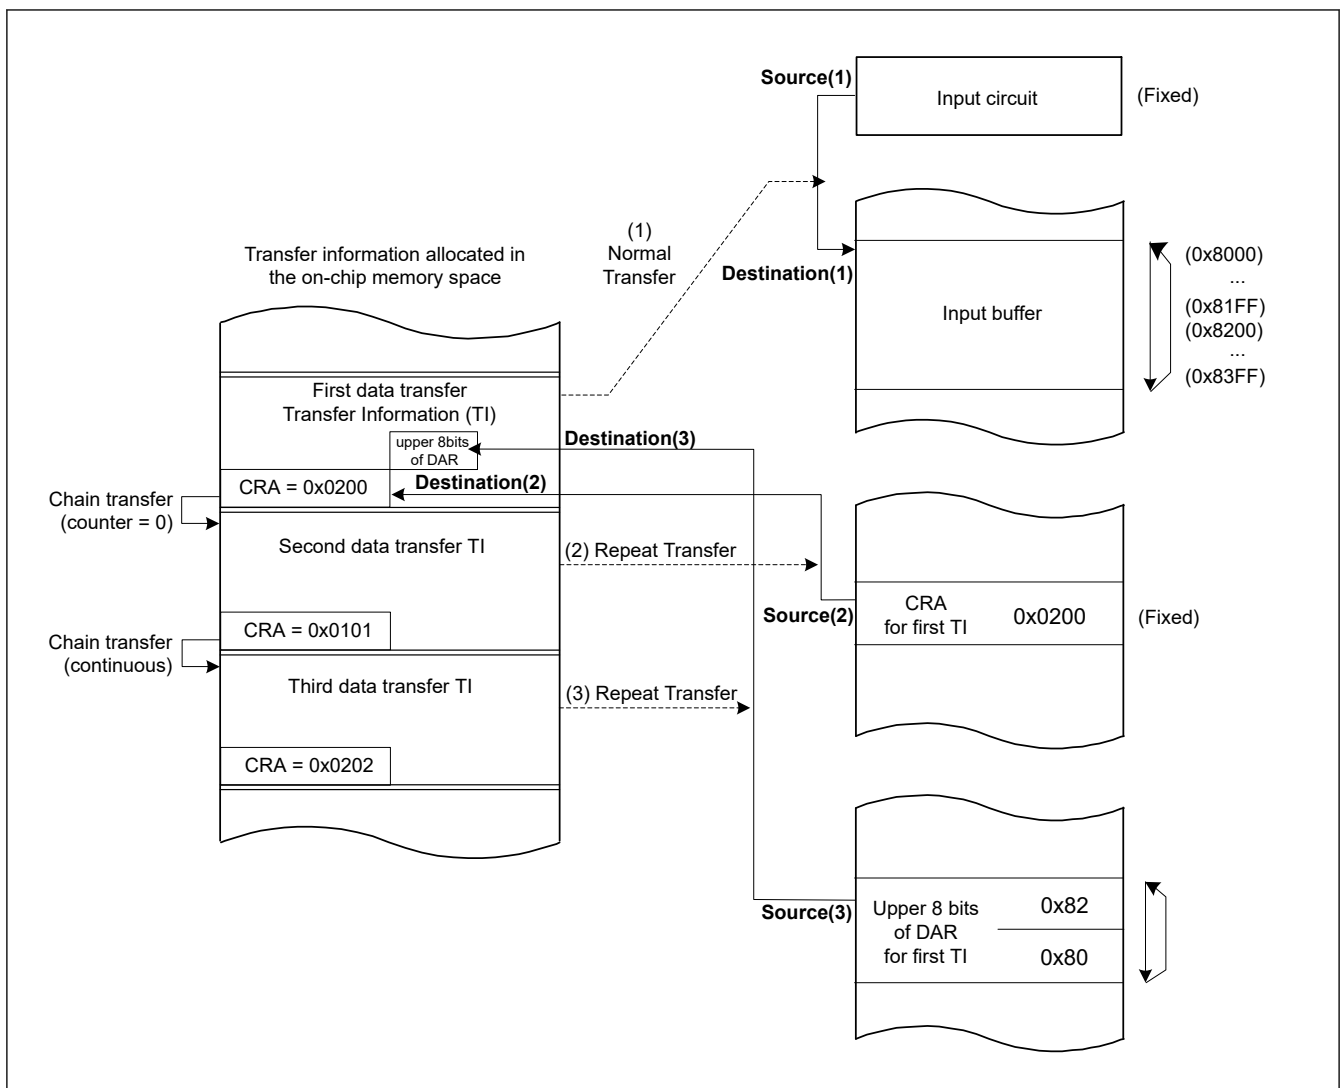 Source(1)
Input circuit
(Fixed)
(1)
Normal
Transfer
Transfer information allocated in
the on-chip memory space
Destination(1)
Input buffer
(0x8000)
...
(0x81FF)
(0x8200)
...
(0x83FF)
First data transfer
Transfer Information (TI)
upper 8bits
of DAR
Destination(3)
CRA = 0x0200
Destination(2)
Chain transfer
(counter = 0)
Second data transfer TI
(2) Repeat Transfer
CRA = 0x0101
Source(2)
CRA
for first TI
0x0200
(Fixed)
Chain transfer
(continuous)
Third data transfer TI
(3) Repeat Transfer
CRA = 0x0202
Source(3)
Upper 8 bits
of DAR
for first TI
0x82
0x80